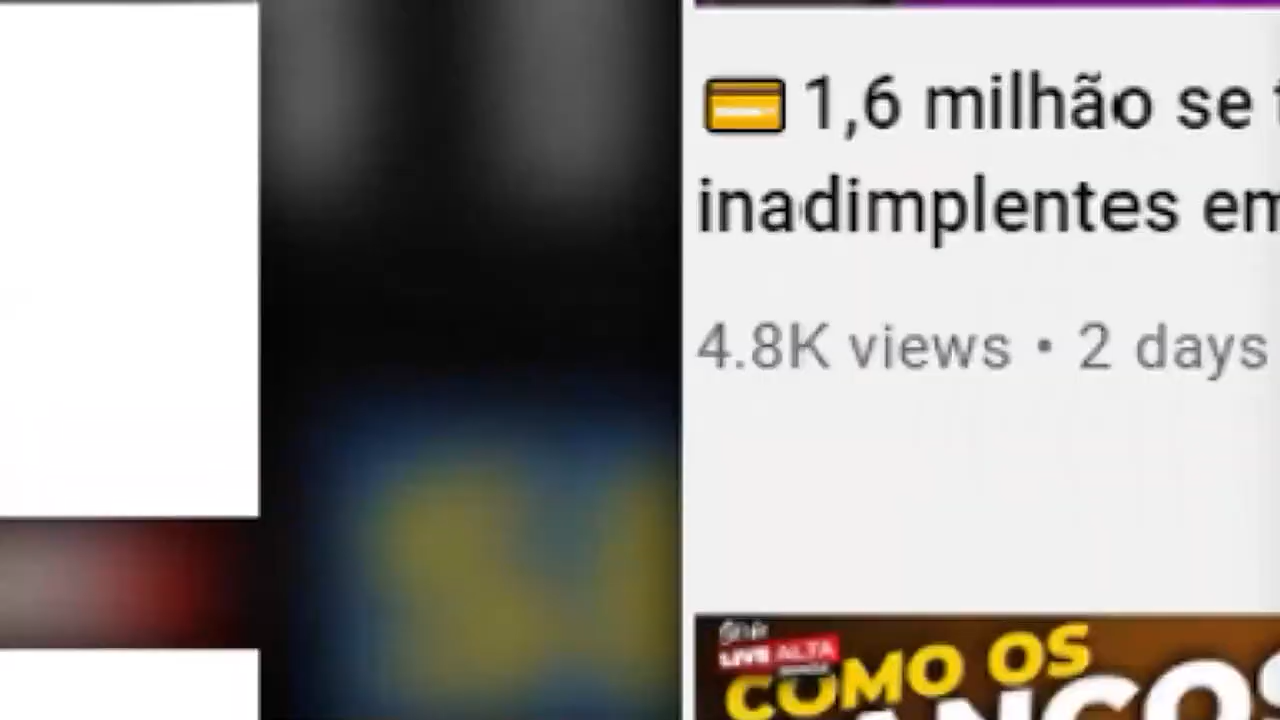 1,6 milhão se
inadimplentes em
4.8K views • 2 days
LIVE ALTA
COMO OS